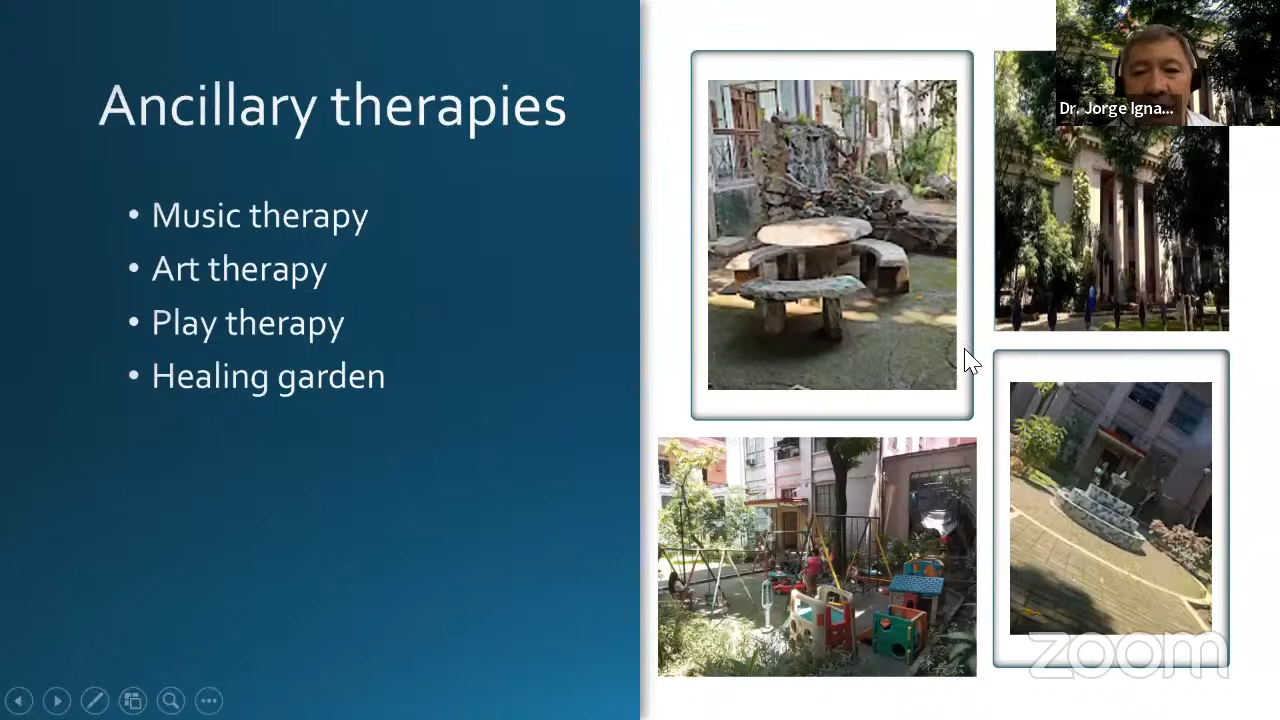 Ancillary therapies
• Music therapy
• Art therapy
• Play therapy
• Healing garden
Dr. Jorge Igna...
zoom